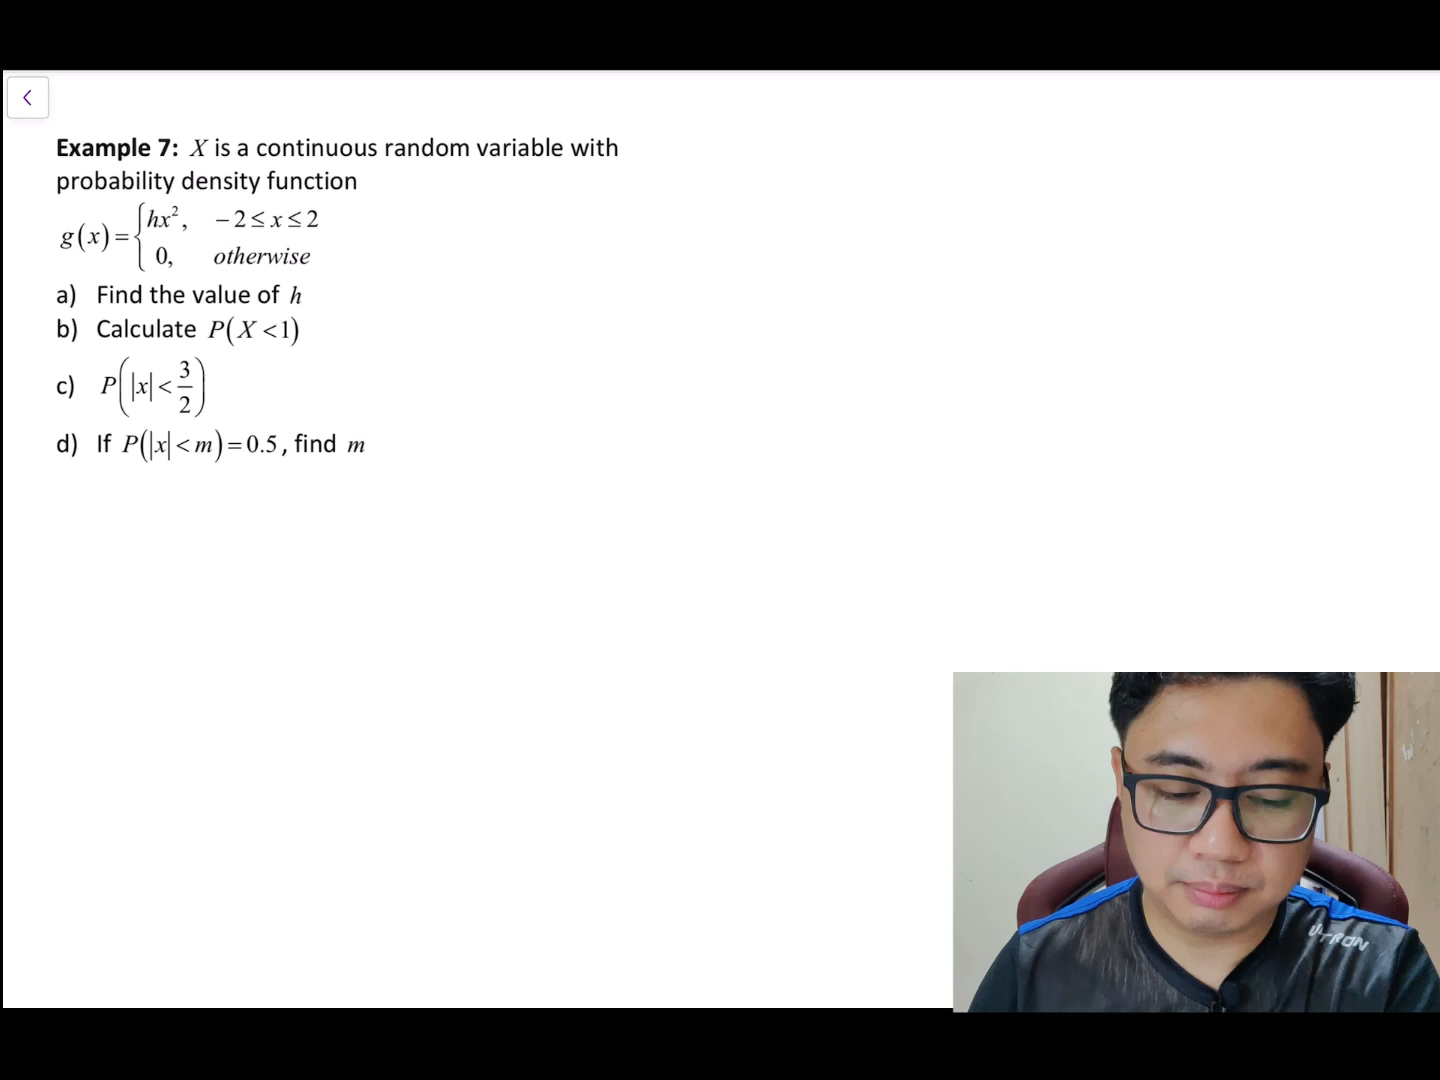 Example 7: X is a continuous random variable with
probability density function
g(x) = { hx², −2 ≤ x ≤ 2
0, otherwise
a) Find the value of h
b) Calculate P(X < 1)
c) P(|x| < 3/2)
d) If P(|x| < m) = 0.5, find m
UTRON